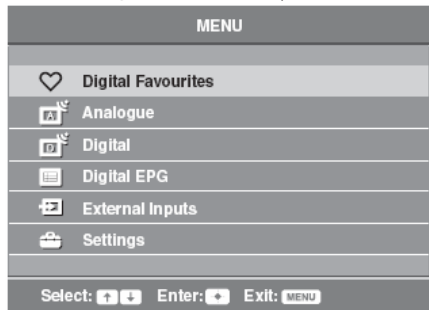 MENU
Digital Favourites
A Analogue
D Digital
Digital EPG
External Inputs
Settings
Select: Enter: Exit: MENU